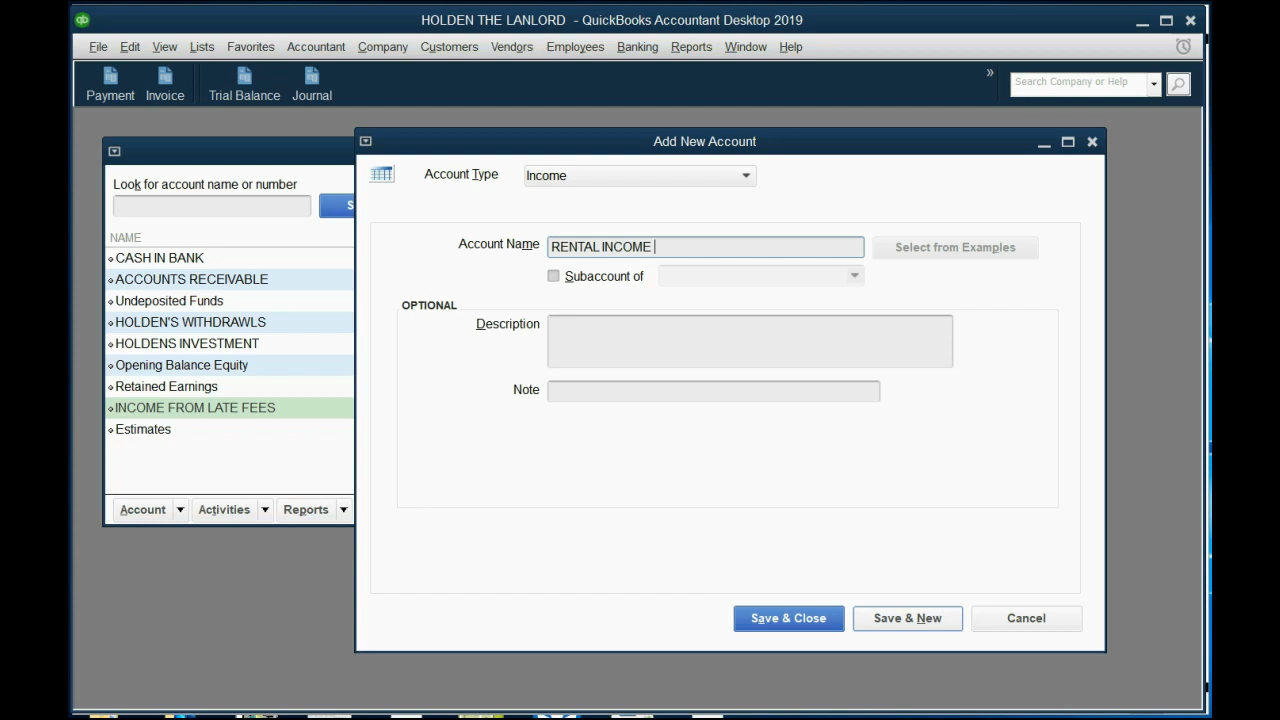 HOLDEN THE LANLORD - QuickBooks Accountant Desktop 2019
File Edit View Lists Favorites Accountant Company Customers Vendors Employees Banking Reports Window Help
Payment Invoice Trial Balance Journal
» Search Company or Help
Add New Account
Look for account name or number
S
NAME
CASH IN BANK
ACCOUNTS RECEIVABLE
Undeposited Funds
HOLDEN'S WITHDRAWLS
HOLDENS INVESTMENT
Opening Balance Equity
Retained Earnings
INCOME FROM LATE FEES
Estimates
Account Activities Reports
Account Type Income
Account Name RENTAL INCOME Select from Examples
Subaccount of
OPTIONAL
Description
Note
Save & Close Save & New Cancel